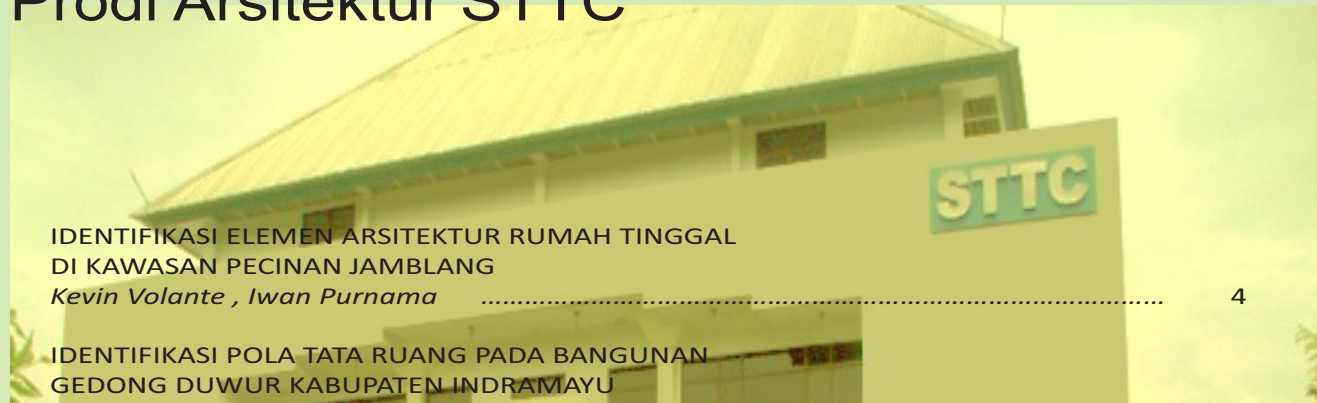 Prodi Arsitektur STTC
STTC
IDENTIFIKASI ELEMEN ARSITEKTUR RUMAH TINGGAL
DI KAWASAN PECINAN JAMBLANG
Kevin Volante , Iwan Purnama ............................................................................................ 4
IDENTIFIKASI POLA TATA RUANG PADA BANGUNAN
GEDONG DUWUR KABUPATEN INDRAMAYU